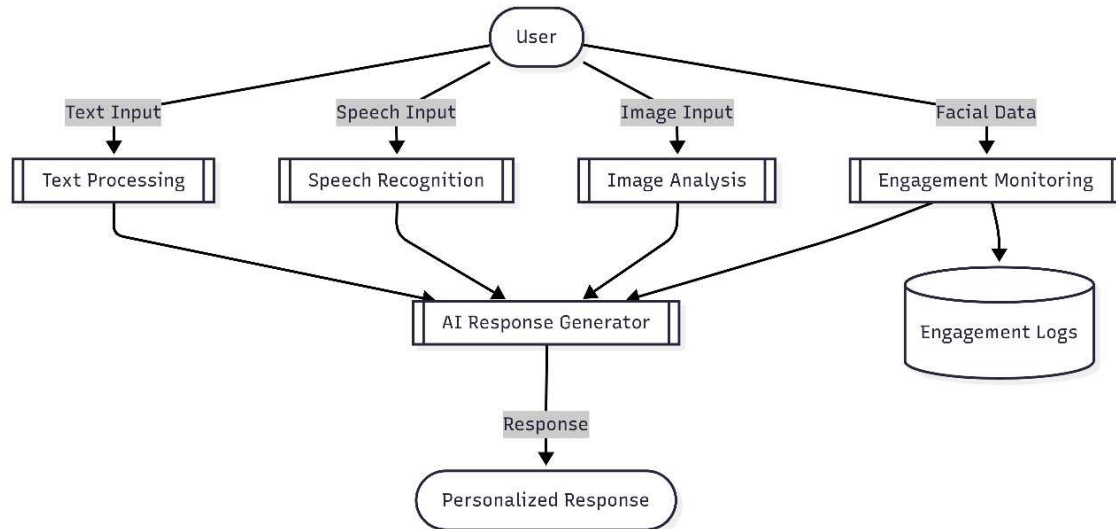 User
Text Input
Speech Input
Image Input
Facial Data
Text Processing
Speech Recognition
Image Analysis
Engagement Monitoring
AI Response Generator
Engagement Logs
Response
Personalized Response